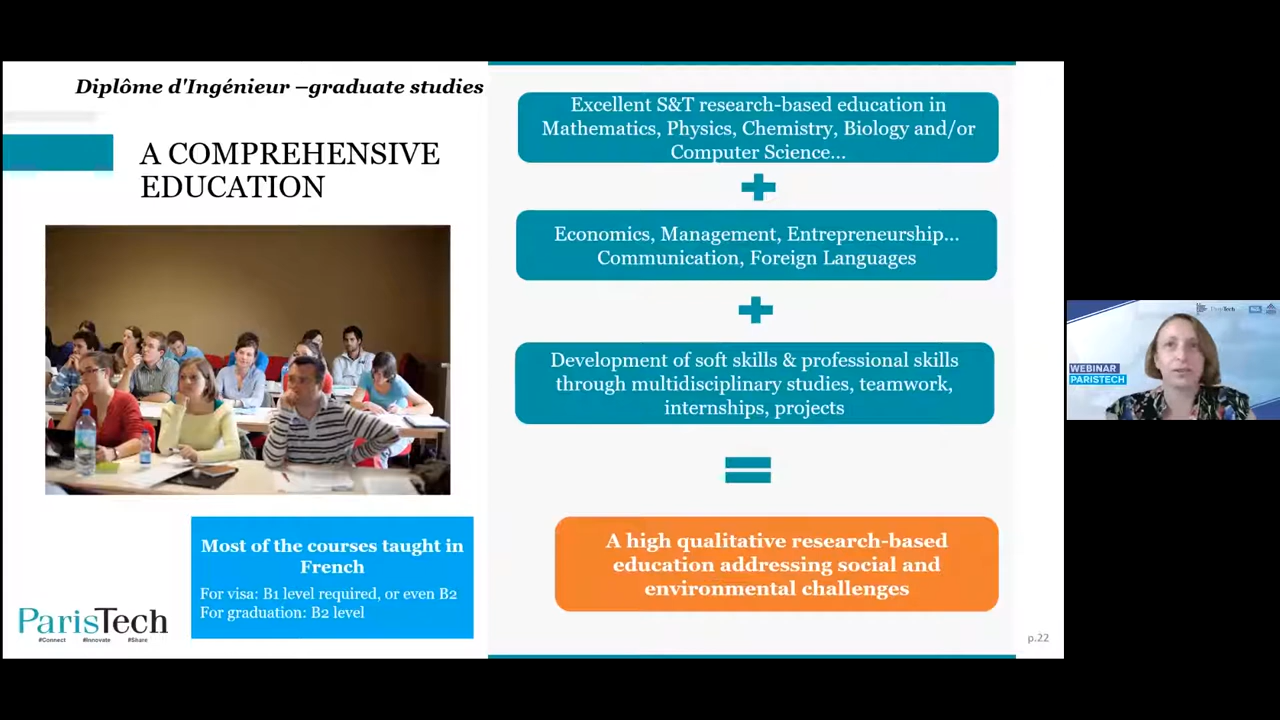 Diplôme d'Ingénieur –graduate studies
A COMPREHENSIVE
EDUCATION
Most of the courses taught in
French
For visa: B1 level required, or even B2
For graduation: B2 level
ParisTech
#Connect #Innovate #Share
Excellent S&T research-based education in
Mathematics, Physics, Chemistry, Biology and/or
Computer Science...
Economics, Management, Entrepreneurship...
Communication, Foreign Languages
Development of soft skills & professional skills
through multidisciplinary studies, teamwork,
internships, projects
A high qualitative research-based
education addressing social and
environmental challenges
p.22
ParisTech
WEBINAR
PARISTECH